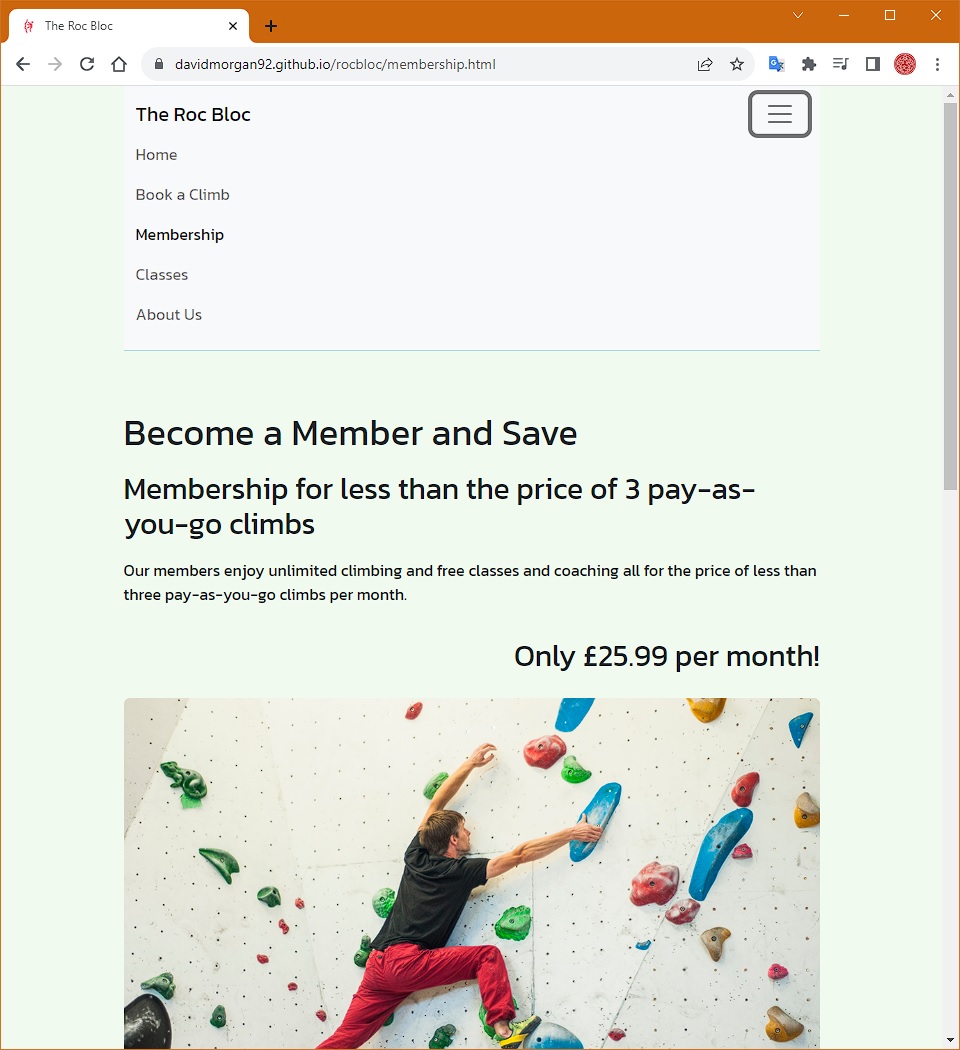 The Roc Bloc
davidmorgan92.github.io/rocbloc/membership.html
The Roc Bloc
Home
Book a Climb
Membership
Classes
About Us
Become a Member and Save
Membership for less than the price of 3 pay-as-
you-go climbs
Our members enjoy unlimited climbing and free classes and coaching all for the price of less than
three pay-as-you-go climbs per month.
Only £25.99 per month!